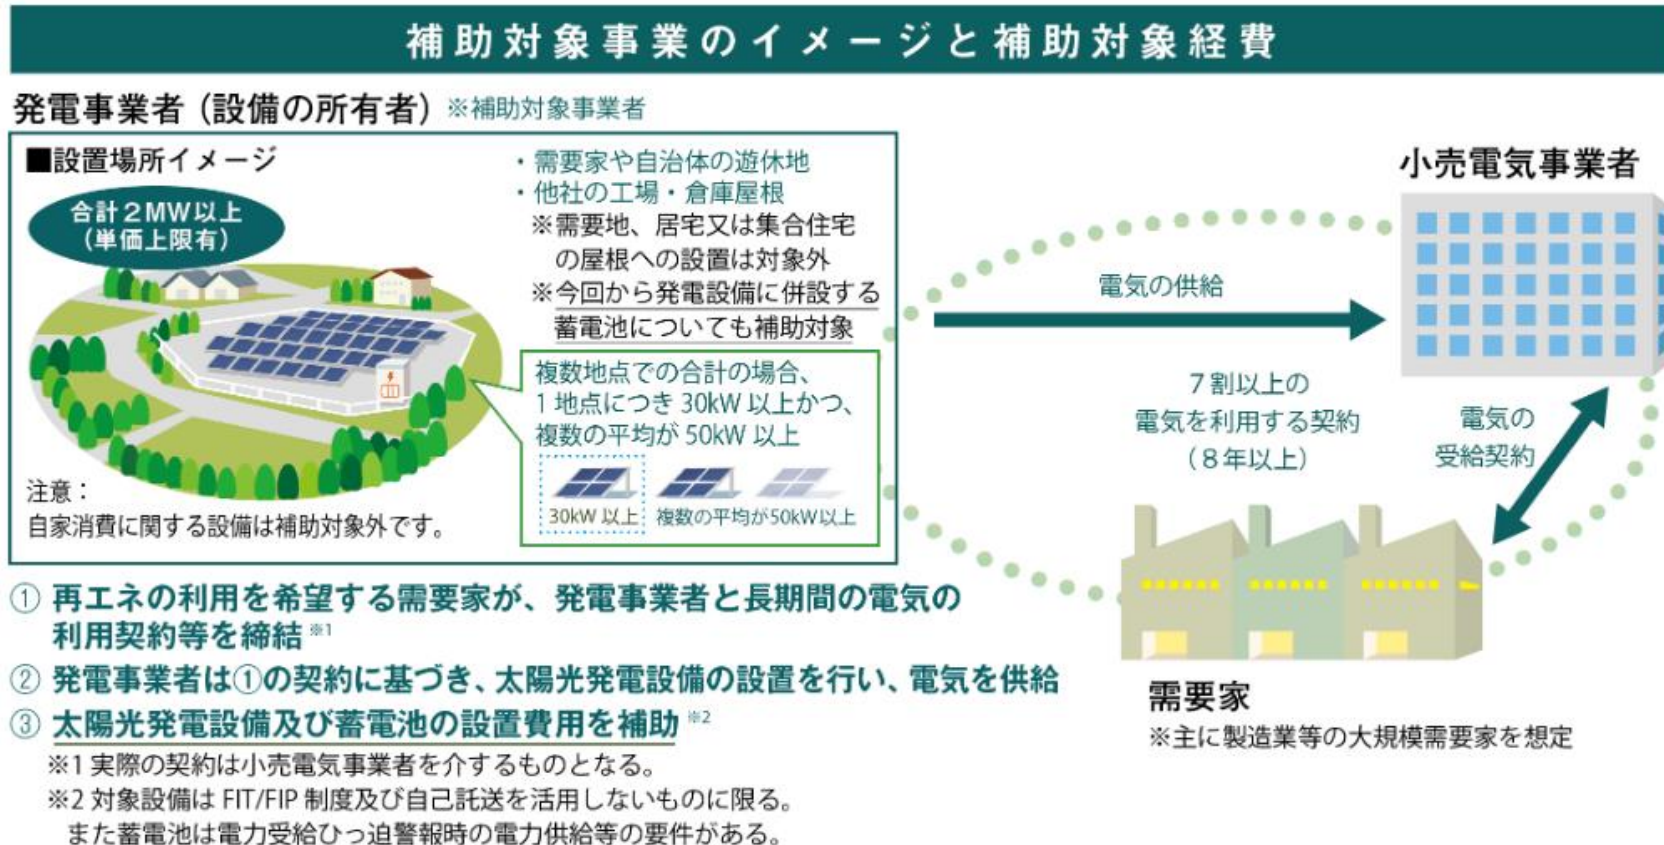 補助対象事業のイメージと補助対象経費
発電事業者（設備の所有者）※補助対象事業者
■設置場所イメージ
合計２MW以上
（単価上限有）
・需要家や自治体の遊休地
・他社の工場・倉庫屋根
※需要地、居宅又は集合住宅
の屋根への設置は対象外
※今回から発電設備に併設する
蓄電池についても補助対象
複数地点での合計の場合、
1 地点につき 30kW 以上かつ、
複数の平均が 50kW 以上
30kW 以上
複数の平均が50kW以上
注意：
自家消費に関する設備は補助対象外です。
小売電気事業者
電気の供給
７割以上の
電気を利用する契約
（８年以上）
電気の
受給契約
需要家
※主に製造業等の大規模需要家を想定
① 再エネの利用を希望する需要家が、発電事業者と長期間の電気の
利用契約等を締結 ※1
② 発電事業者は①の契約に基づき、太陽光発電設備の設置を行い、電気を供給
③ 太陽光発電設備及び蓄電池の設置費用を補助 ※2
※1 実際の契約は小売電気事業者を介するものとなる。
※2 対象設備は FIT/FIP 制度及び自己託送を活用しないものに限る。
また蓄電池は電力受給ひっ迫警報時の電力供給等の要件がある。